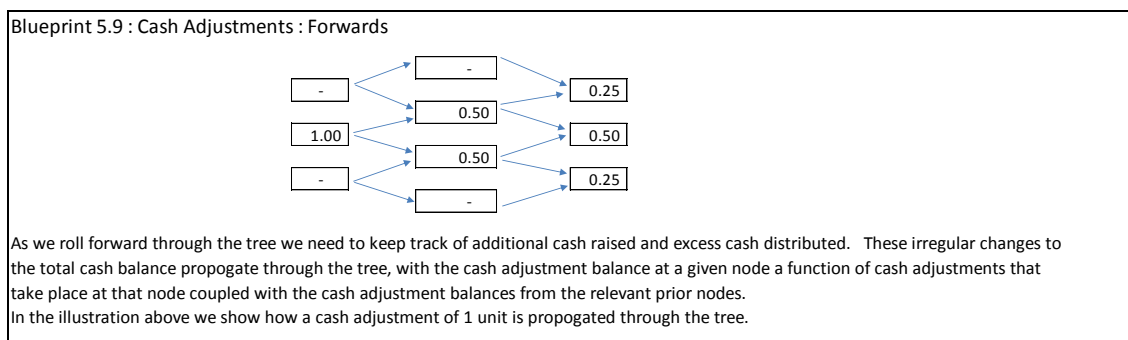 Blueprint 5.9 : Cash Adjustments : Forwards
-
-
0.25
0.50
1.00
0.50
0.50
-
0.25
-
As we roll forward through the tree we need to keep track of additional cash raised and excess cash distributed. These irregular changes to
the total cash balance propogate through the tree, with the cash adjustment balance at a given node a function of cash adjustments that
take place at that node coupled with the cash adjustment balances from the relevant prior nodes.
In the illustration above we show how a cash adjustment of 1 unit is propogated through the tree.